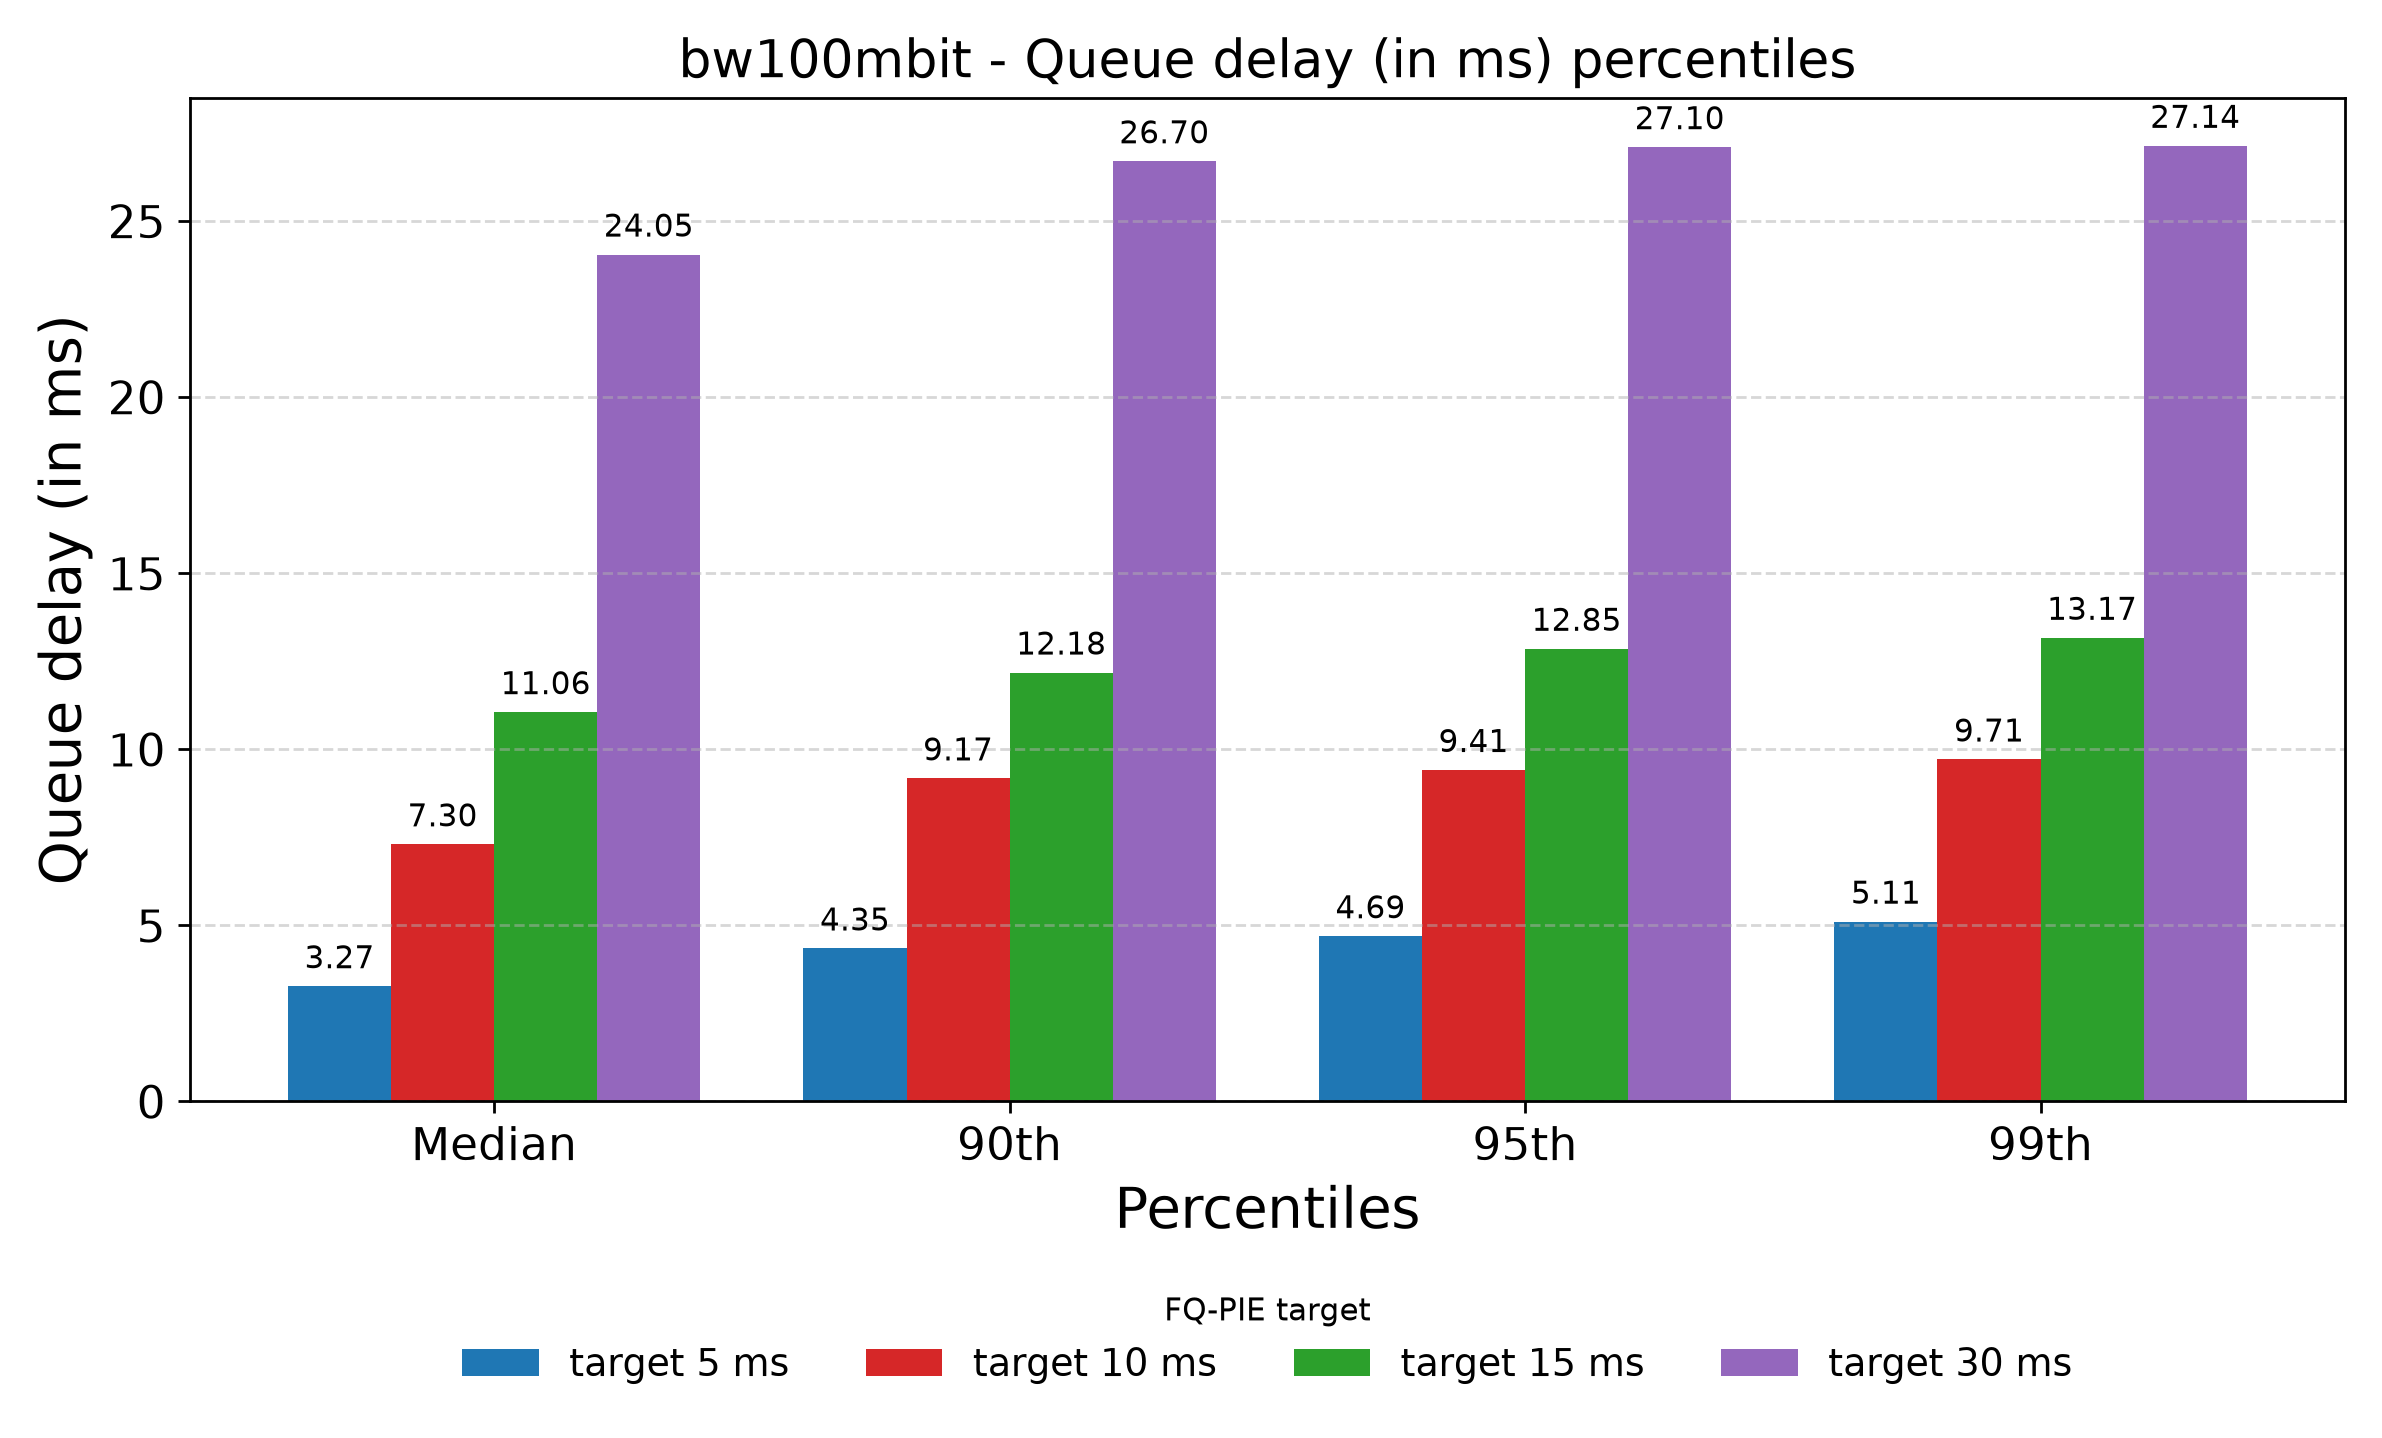 bw100mbit - Queue delay (in ms) percentiles
Queue delay (in ms)
25
20
15
10
5
0
3.27
7.30
11.06
24.05
4.35
9.17
12.18
26.70
4.69
9.41
12.85
27.10
5.11
9.71
13.17
27.14
Median
90th
95th
99th
Percentiles
FQ-PIE target
target 5 ms
target 10 ms
target 15 ms
target 30 ms